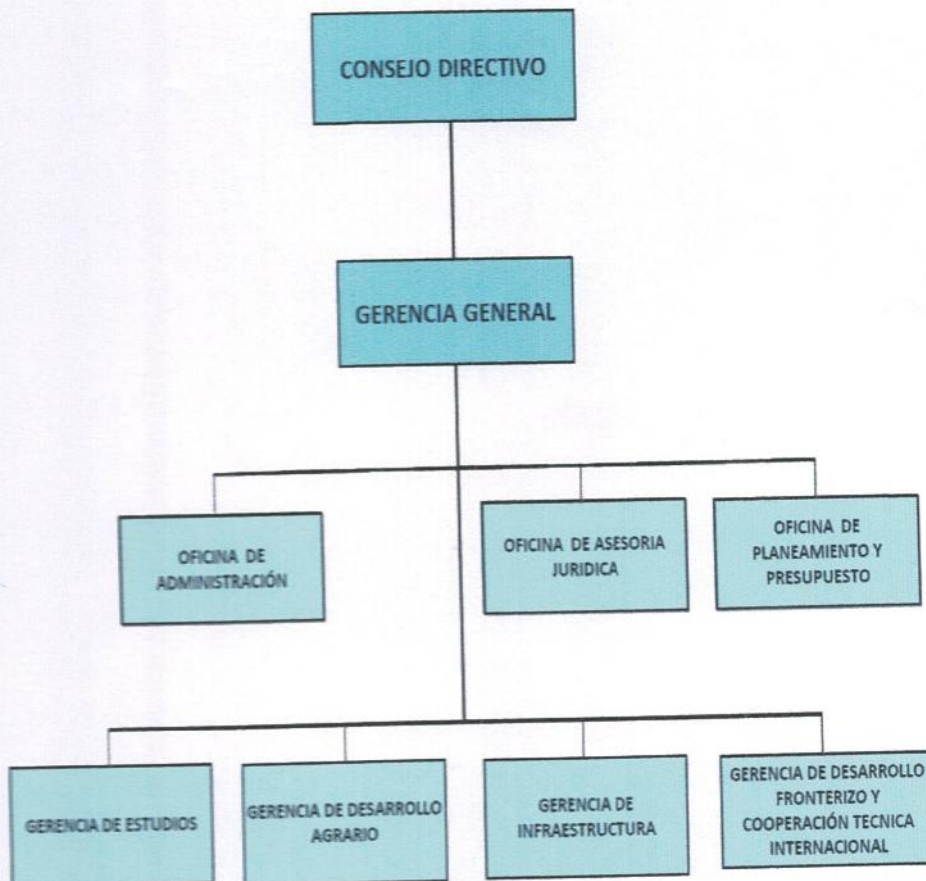 CONSEJO DIRECTIVO
GERENCIA GENERAL
OFICINA DE
ADMINISTRACIÓN
OFICINA DE ASESORIA
JURIDICA
OFICINA DE
PLANEAMIENTO Y
PRESUPUESTO
GERENCIA DE ESTUDIOS
GERENCIA DE DESARROLLO
AGRARIO
GERENCIA DE
INFRAESTRUCTURA
GERENCIA DE DESARROLLO
FRONTERIZO Y
COOPERACIÓN TECNICA
INTERNACIONAL